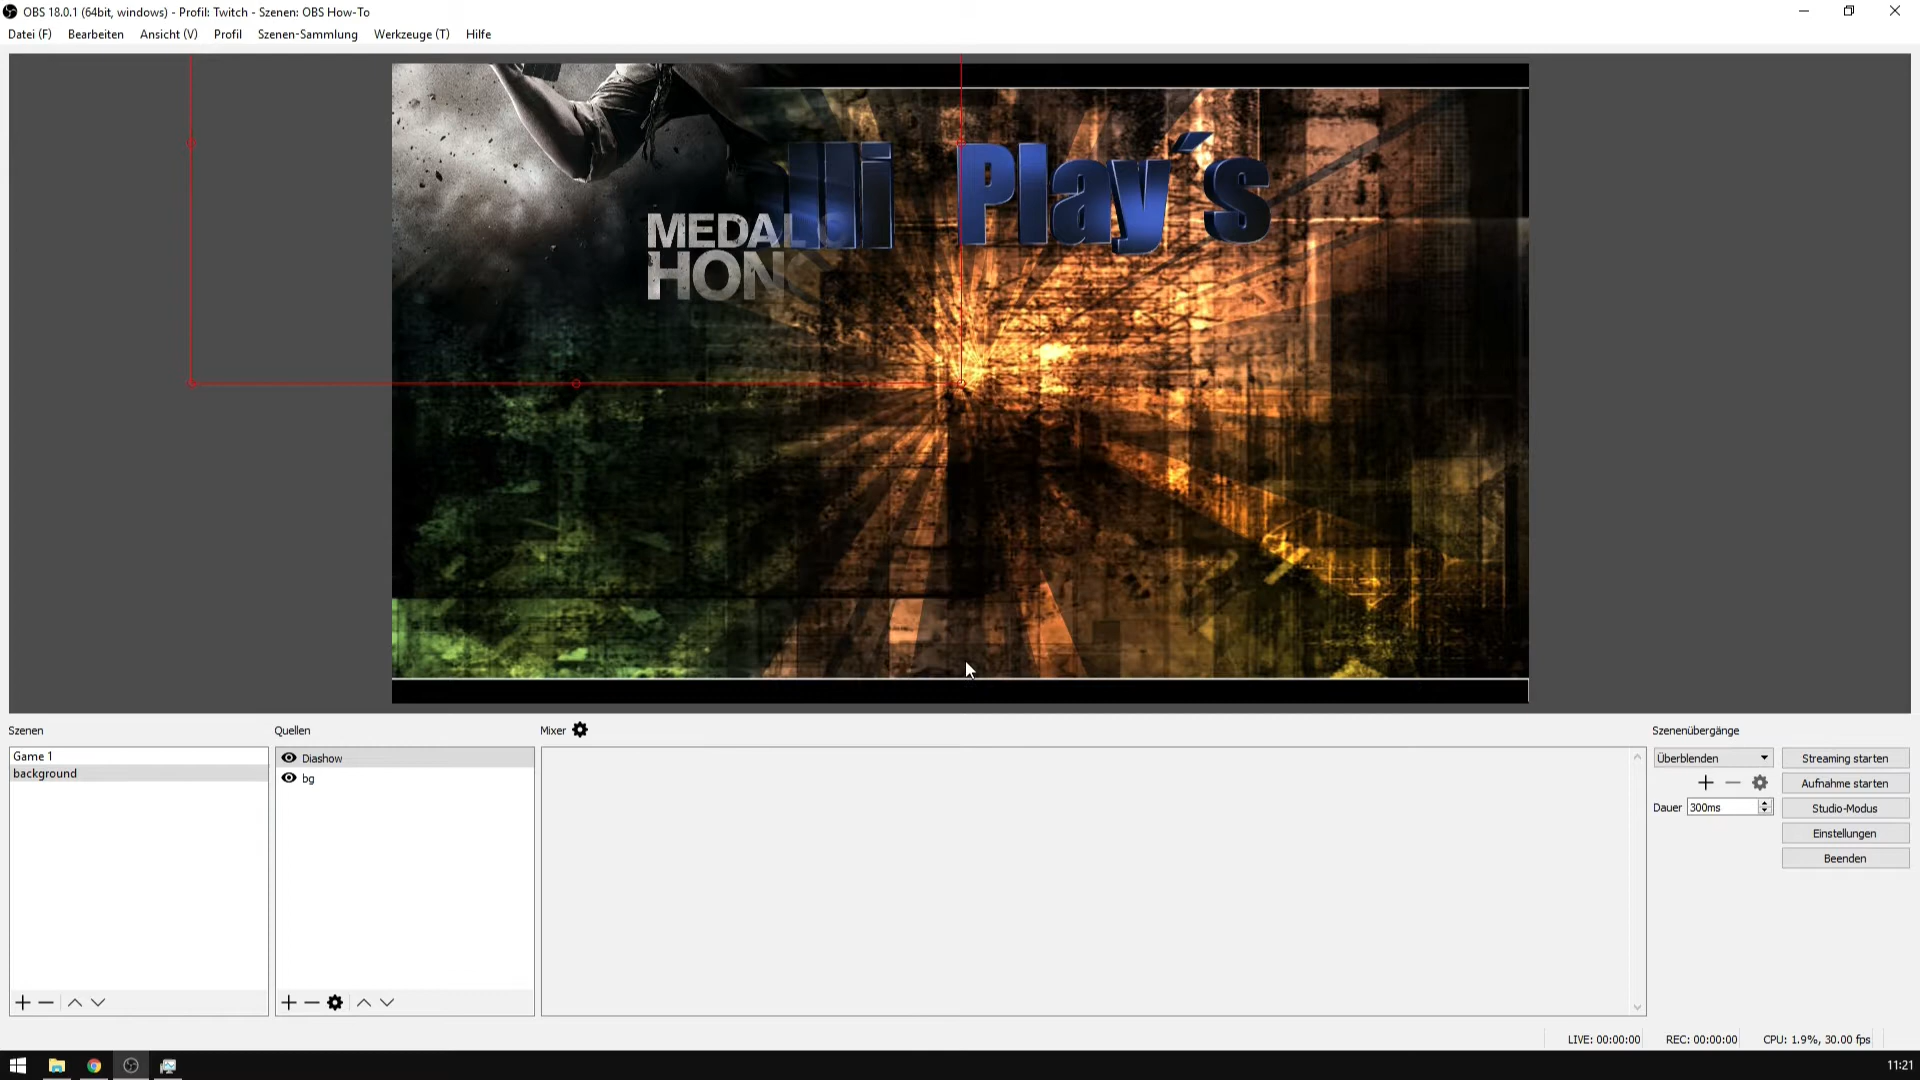 OBS 18.0.1 (64bit, windows) - Profil: Twitch - Szenen: OBS How-To
Datei (F) Bearbeiten Ansicht (V) Profil Szenen-Sammlung Werkzeuge (T) Hilfe
Play´s
MEDAL
HON
Szenen
Game 1
background
Quellen
Diashow
bg
Mixer
Szenenübergänge
Überblenden
Dauer 300ms
Streaming starten
Aufnahme starten
Studio-Modus
Einstellungen
Beenden
LIVE: 00:00:00 REC: 00:00:00 CPU: 1.9%, 30.00 fps
11:21